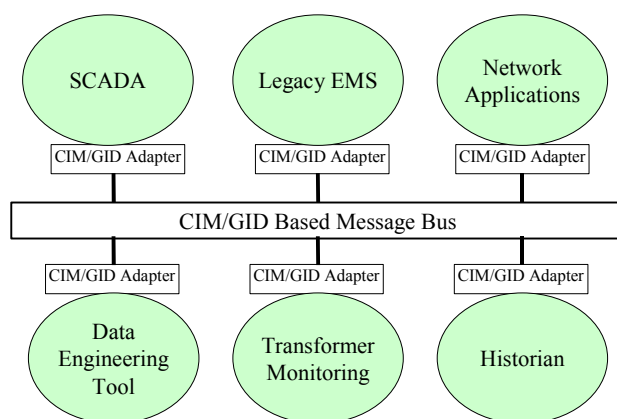 SCADA
Legacy EMS
Network
Applications
CIM/GID Adapter
CIM/GID Adapter
CIM/GID Adapter
CIM/GID Based Message Bus
CIM/GID Adapter
CIM/GID Adapter
CIM/GID Adapter
Data
Engineering
Tool
Transformer
Monitoring
Historian